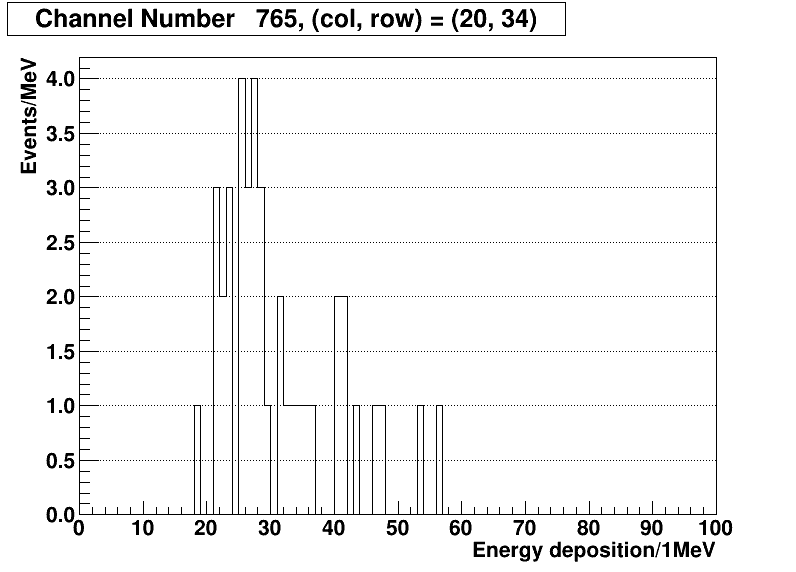 Channel Number 765, (col, row) = (20, 34)
Events/MeV
4.0
3.5
3.0
2.5
2.0
1.5
1.0
0.5
0.0
0 10 20 30 40 50 60 70 80 90 100
Energy deposition/1MeV